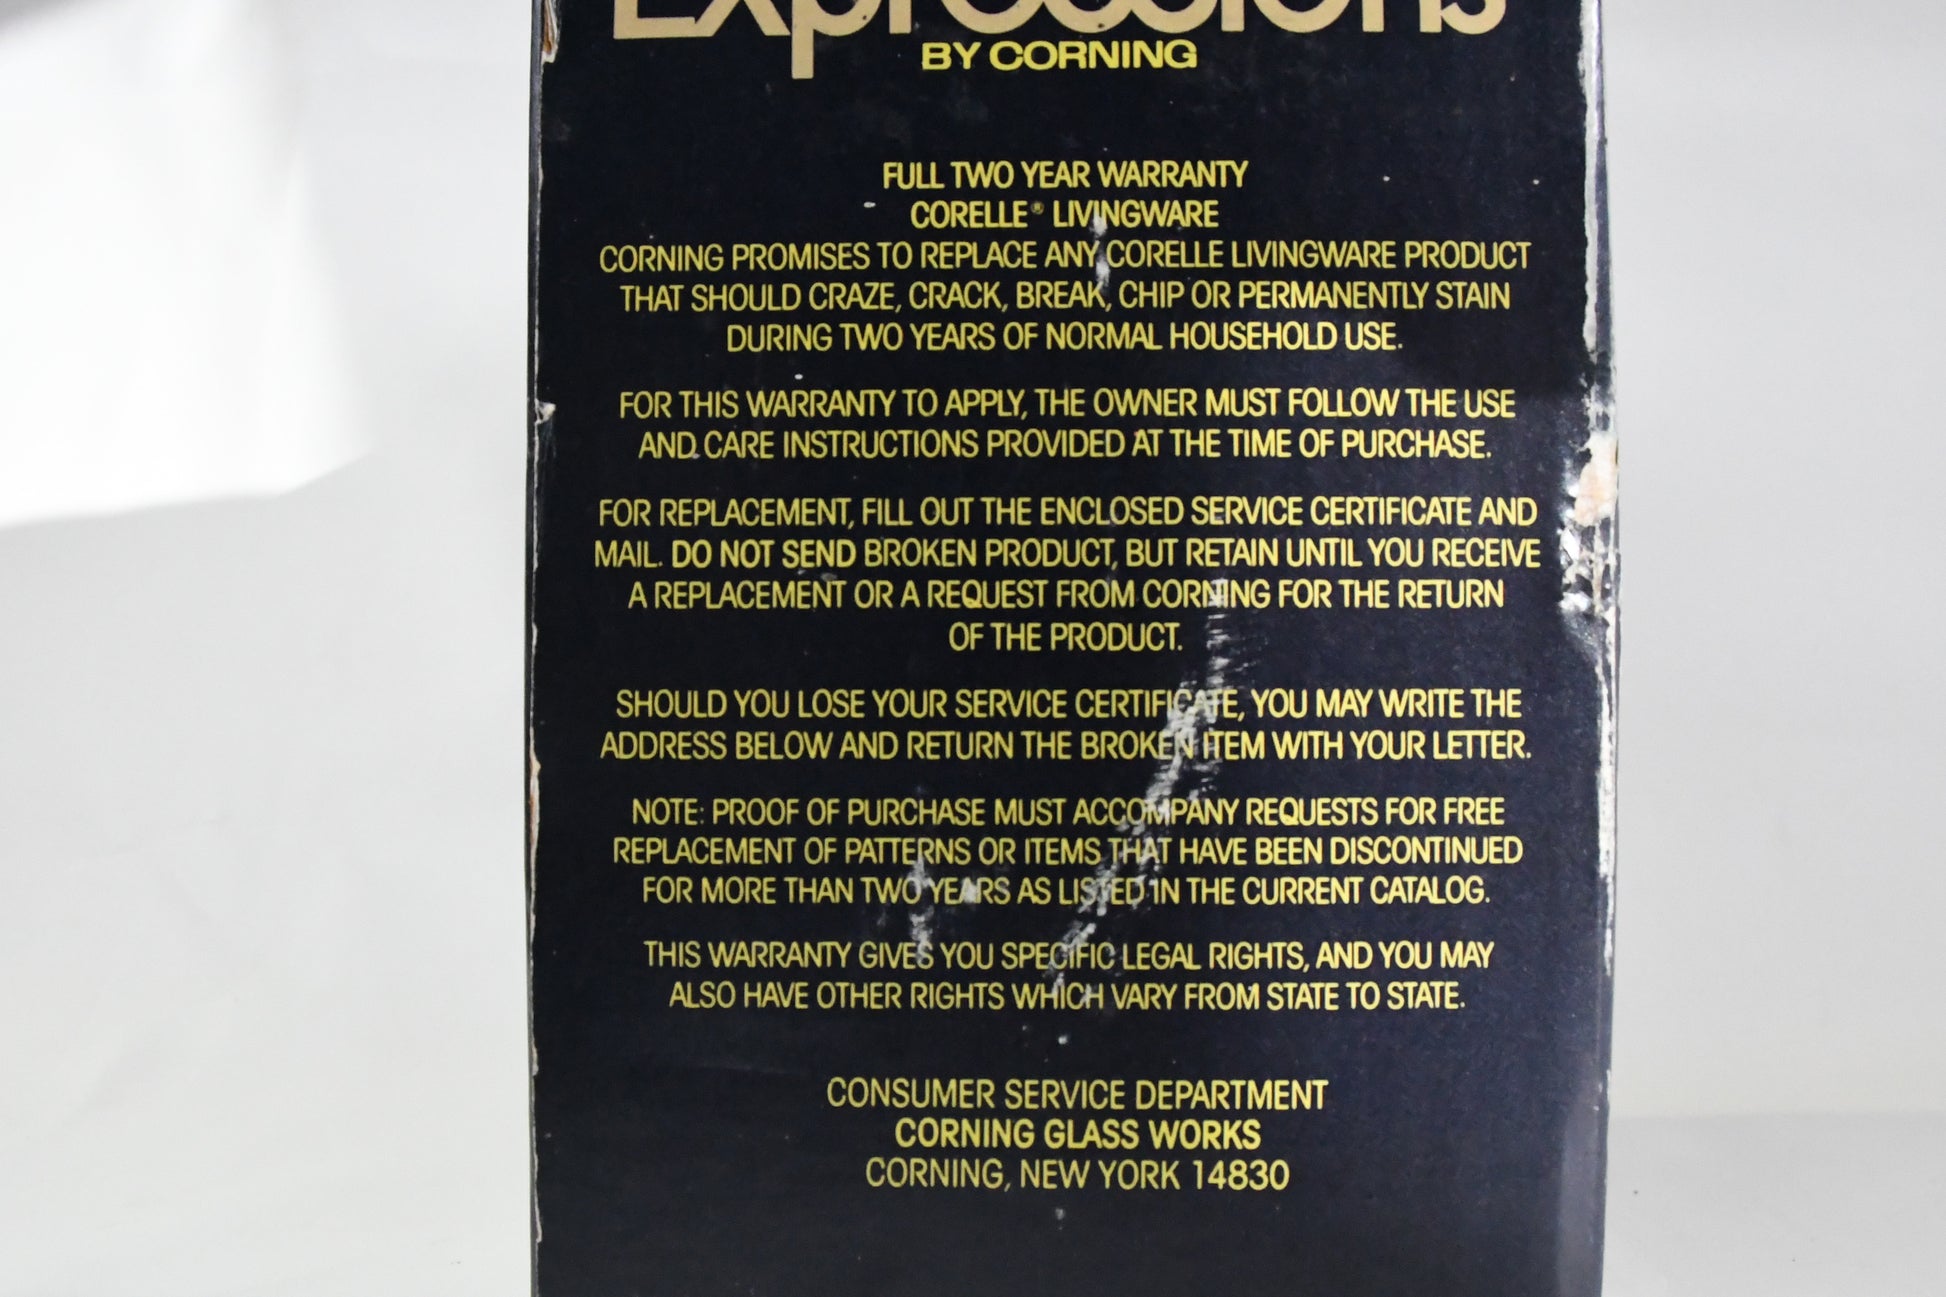 Expressions
BY CORNING
FULL TWO YEAR WARRANTY
CORELLE® LIVINGWARE
CORNING PROMISES TO REPLACE ANY CORELLE LIVINGWARE PRODUCT
THAT SHOULD CRAZE, CRACK, BREAK, CHIP OR PERMANENTLY STAIN
DURING TWO YEARS OF NORMAL HOUSEHOLD USE.
FOR THIS WARRANTY TO APPLY, THE OWNER MUST FOLLOW THE USE
AND CARE INSTRUCTIONS PROVIDED AT THE TIME OF PURCHASE.
FOR REPLACEMENT, FILL OUT THE ENCLOSED SERVICE CERTIFICATE AND
MAIL. DO NOT SEND BROKEN PRODUCT, BUT RETAIN UNTIL YOU RECEIVE
A REPLACEMENT OR A REQUEST FROM CORNING FOR THE RETURN
OF THE PRODUCT.
SHOULD YOU LOSE YOUR SERVICE CERTIFICATE, YOU MAY WRITE THE
ADDRESS BELOW AND RETURN THE BROKEN ITEM WITH YOUR LETTER.
NOTE: PROOF OF PURCHASE MUST ACCOMPANY REQUESTS FOR FREE
REPLACEMENT OF PATTERNS OR ITEMS THAT HAVE BEEN DISCONTINUED
FOR MORE THAN TWO YEARS AS LISTED IN THE CURRENT CATALOG.
THIS WARRANTY GIVES YOU SPECIFIC LEGAL RIGHTS, AND YOU MAY
ALSO HAVE OTHER RIGHTS WHICH VARY FROM STATE TO STATE.
CONSUMER SERVICE DEPARTMENT
CORNING GLASS WORKS
CORNING, NEW YORK 14830